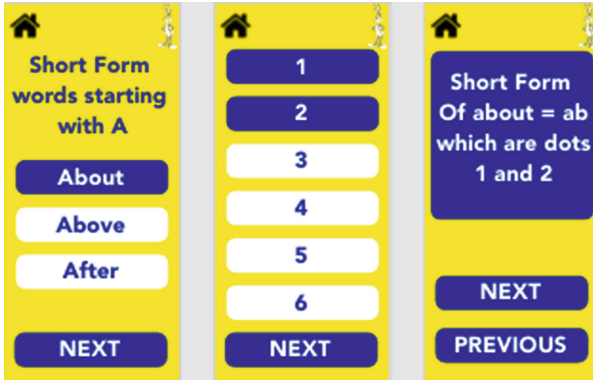 Short Form
words starting
with A
About
Above
After
NEXT
1
2
3
4
5
6
NEXT
Short Form
Of about = ab
which are dots
1 and 2
NEXT
PREVIOUS